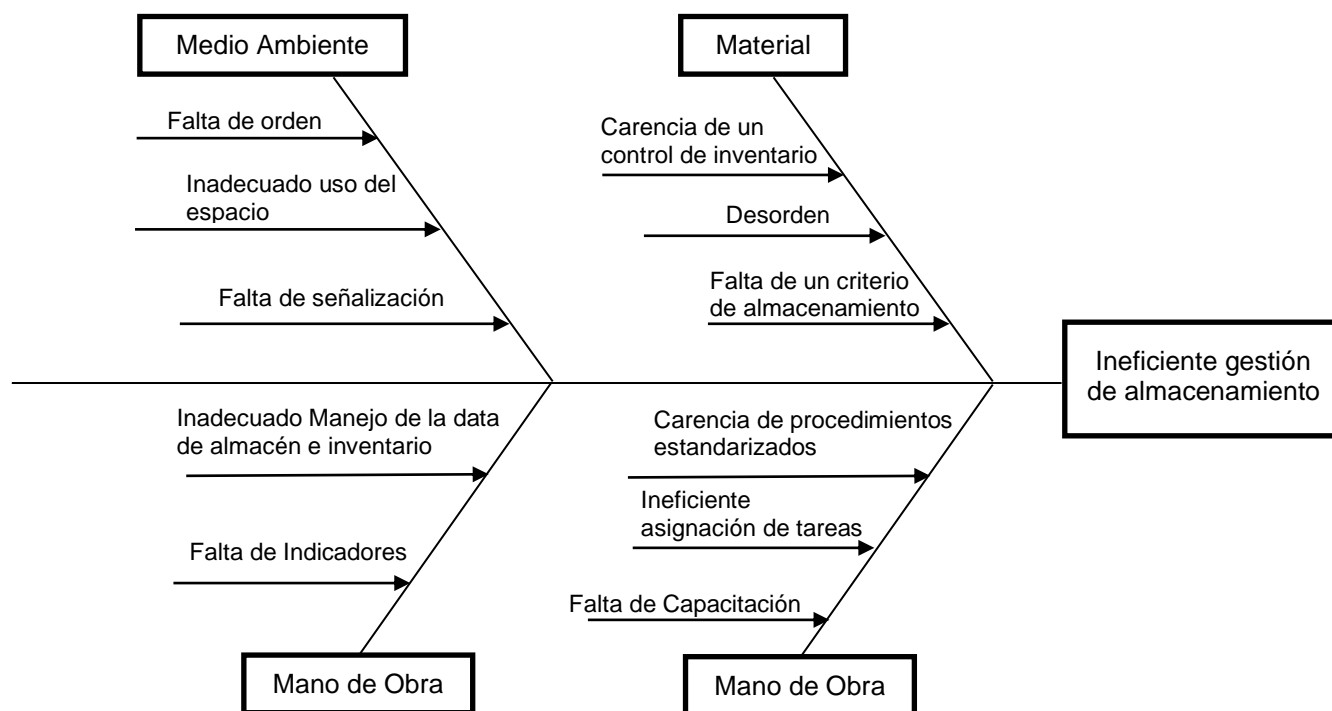 Medio Ambiente
Material
Falta de orden
Carencia de un
control de inventario
Inadecuado uso del
espacio
Desorden
Falta de señalización
Falta de un criterio
de almacenamiento
Ineficiente gestión
de almacenamiento
Inadecuado Manejo de la data
de almacén e inventario
Carencia de procedimientos
estandarizados
Ineficiente
asignación de tareas
Falta de Indicadores
Falta de Capacitación
Mano de Obra
Mano de Obra